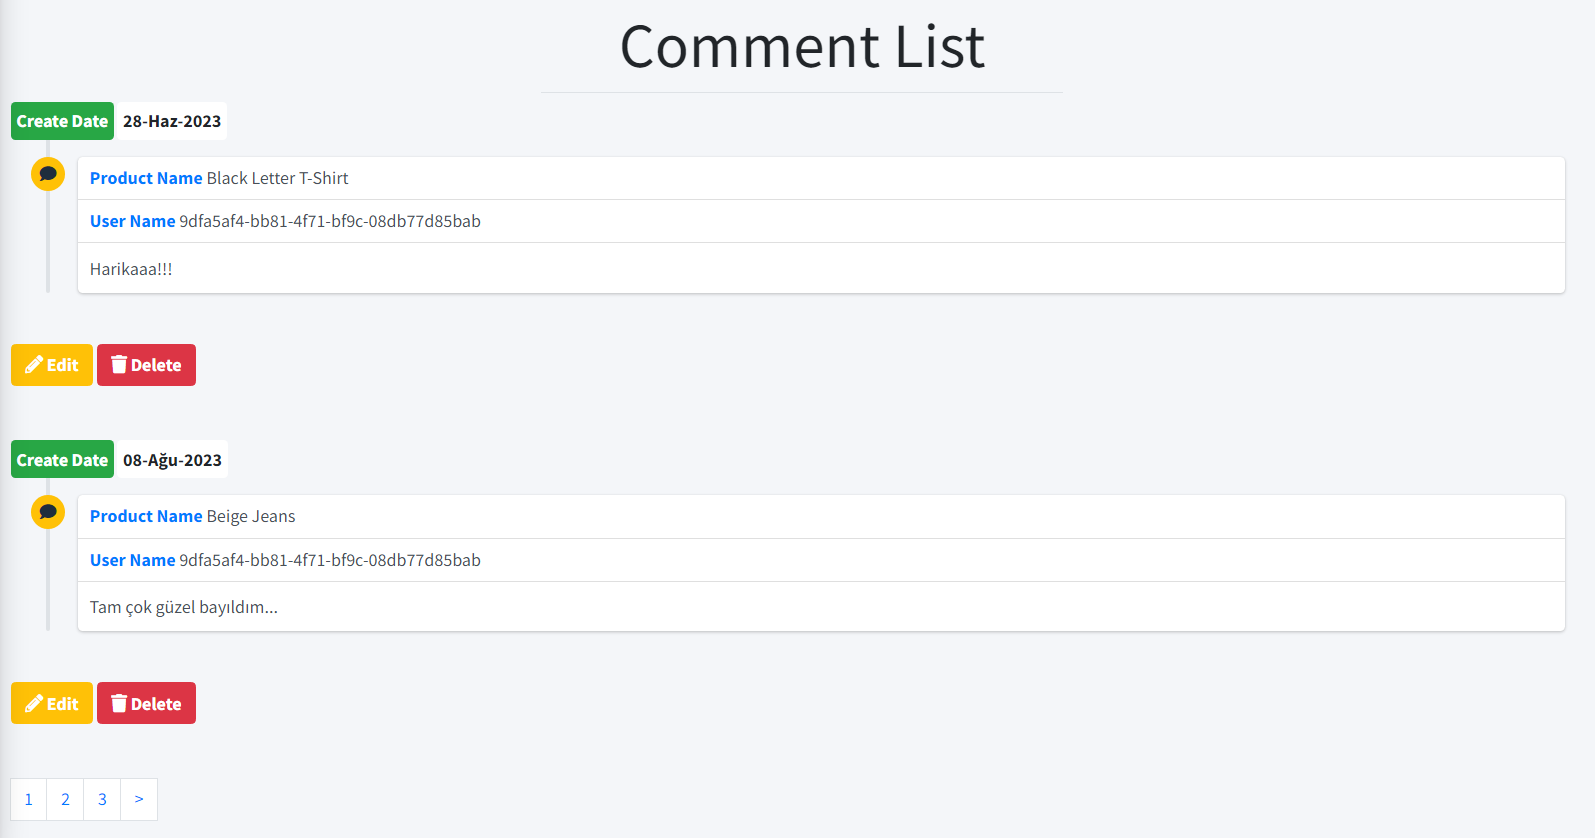 Comment List
Create Date 28-Haz-2023
Product Name Black Letter T-Shirt
User Name 9dfa5af4-bb81-4f71-bf9c-08db77d85bab
Harikaaa!!!
Edit Delete
Create Date 08-Ağu-2023
Product Name Beige Jeans
User Name 9dfa5af4-bb81-4f71-bf9c-08db77d85bab
Tam çok güzel bayıldım...
Edit Delete
1 2 3 >